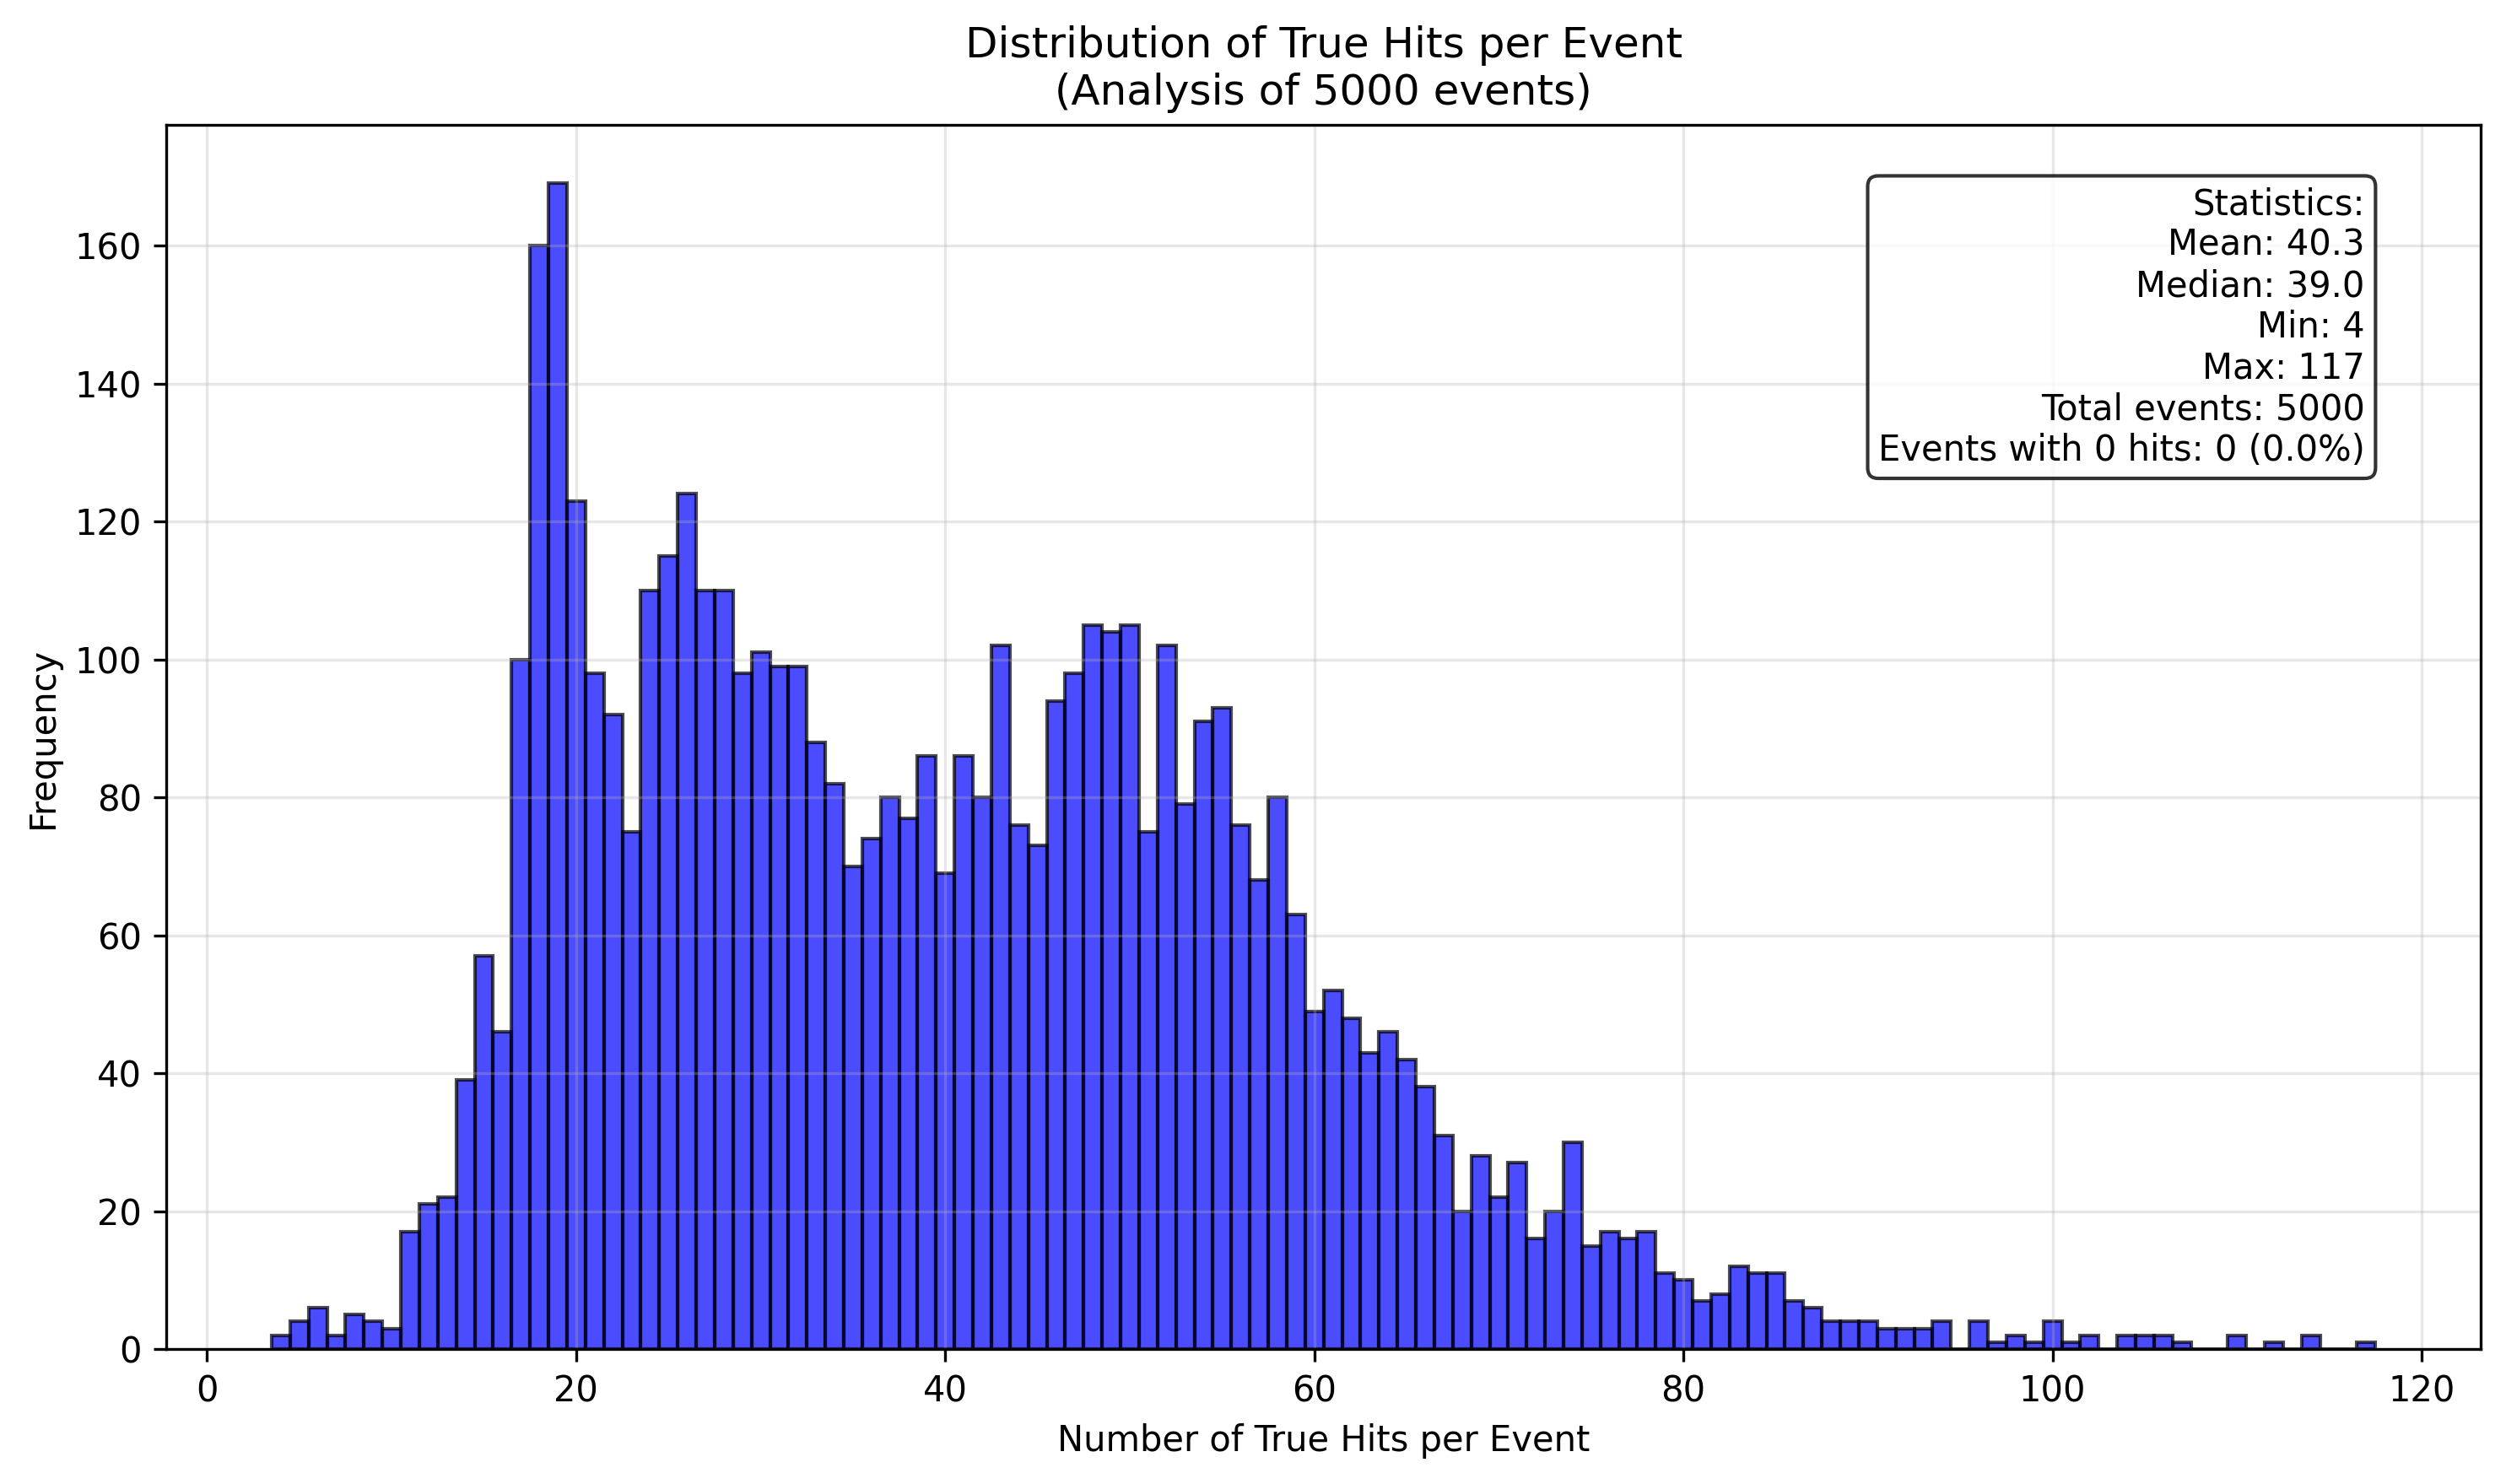 Distribution of True Hits per Event
(Analysis of 5000 events)
Statistics:
Mean: 40.3
Median: 39.0
Min: 4
Max: 117
Total events: 5000
Events with 0 hits: 0 (0.0%)
Frequency
160
140
120
100
80
60
40
20
0
0 20 40 60 80 100 120
Number of True Hits per Event